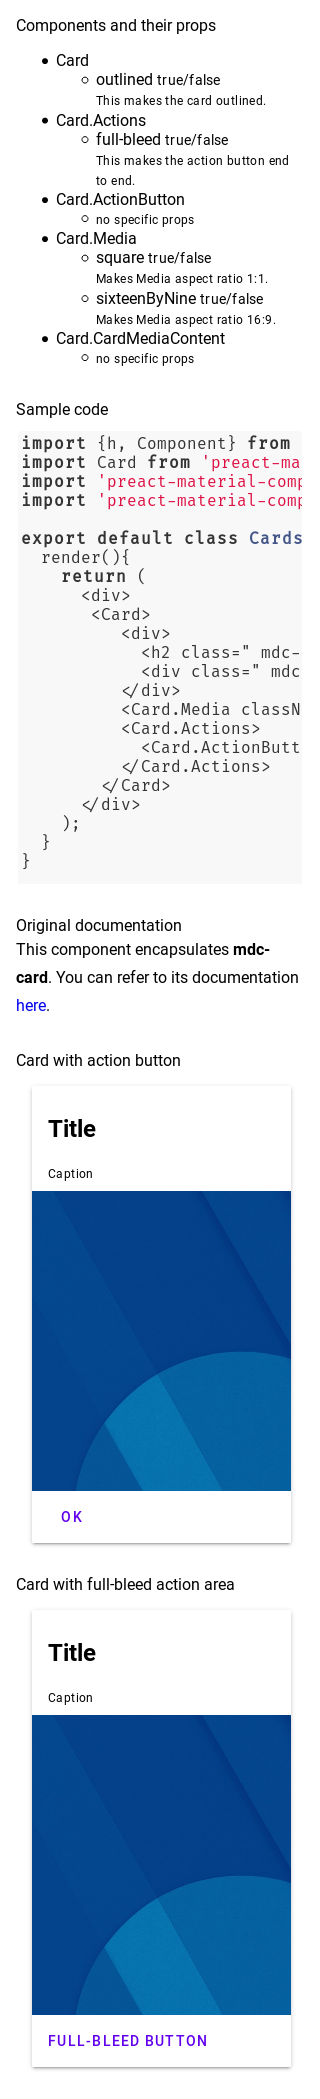 Components and their props
Card
outlined true/false
This makes the card outlined.
Card.Actions
full-bleed true/false
This makes the action button end
to end.
Card.ActionButton
no specific props
Card.Media
square true/false
Makes Media aspect ratio 1:1.
sixteenByNine true/false
Makes Media aspect ratio 16:9.
Card.CardMediaContent
no specific props
Sample code
import {h, Component} from
import Card from 'preact-ma
import 'preact-material-comp
import 'preact-material-comp
export default class Cards
render(){
return (
<div>
<Card>
<div>
<h2 class=" mdc-
<div class=" mdc
</div>
<Card.Media classN
<Card.Actions>
<Card.ActionButt
</Card.Actions>
</Card>
</div>
);
}
}
Original documentation
This component encapsulates mdc-
card. You can refer to its documentation
here.
Card with action button
Title
Caption
OK
Card with full-bleed action area
Title
Caption
FULL-BLEED BUTTON